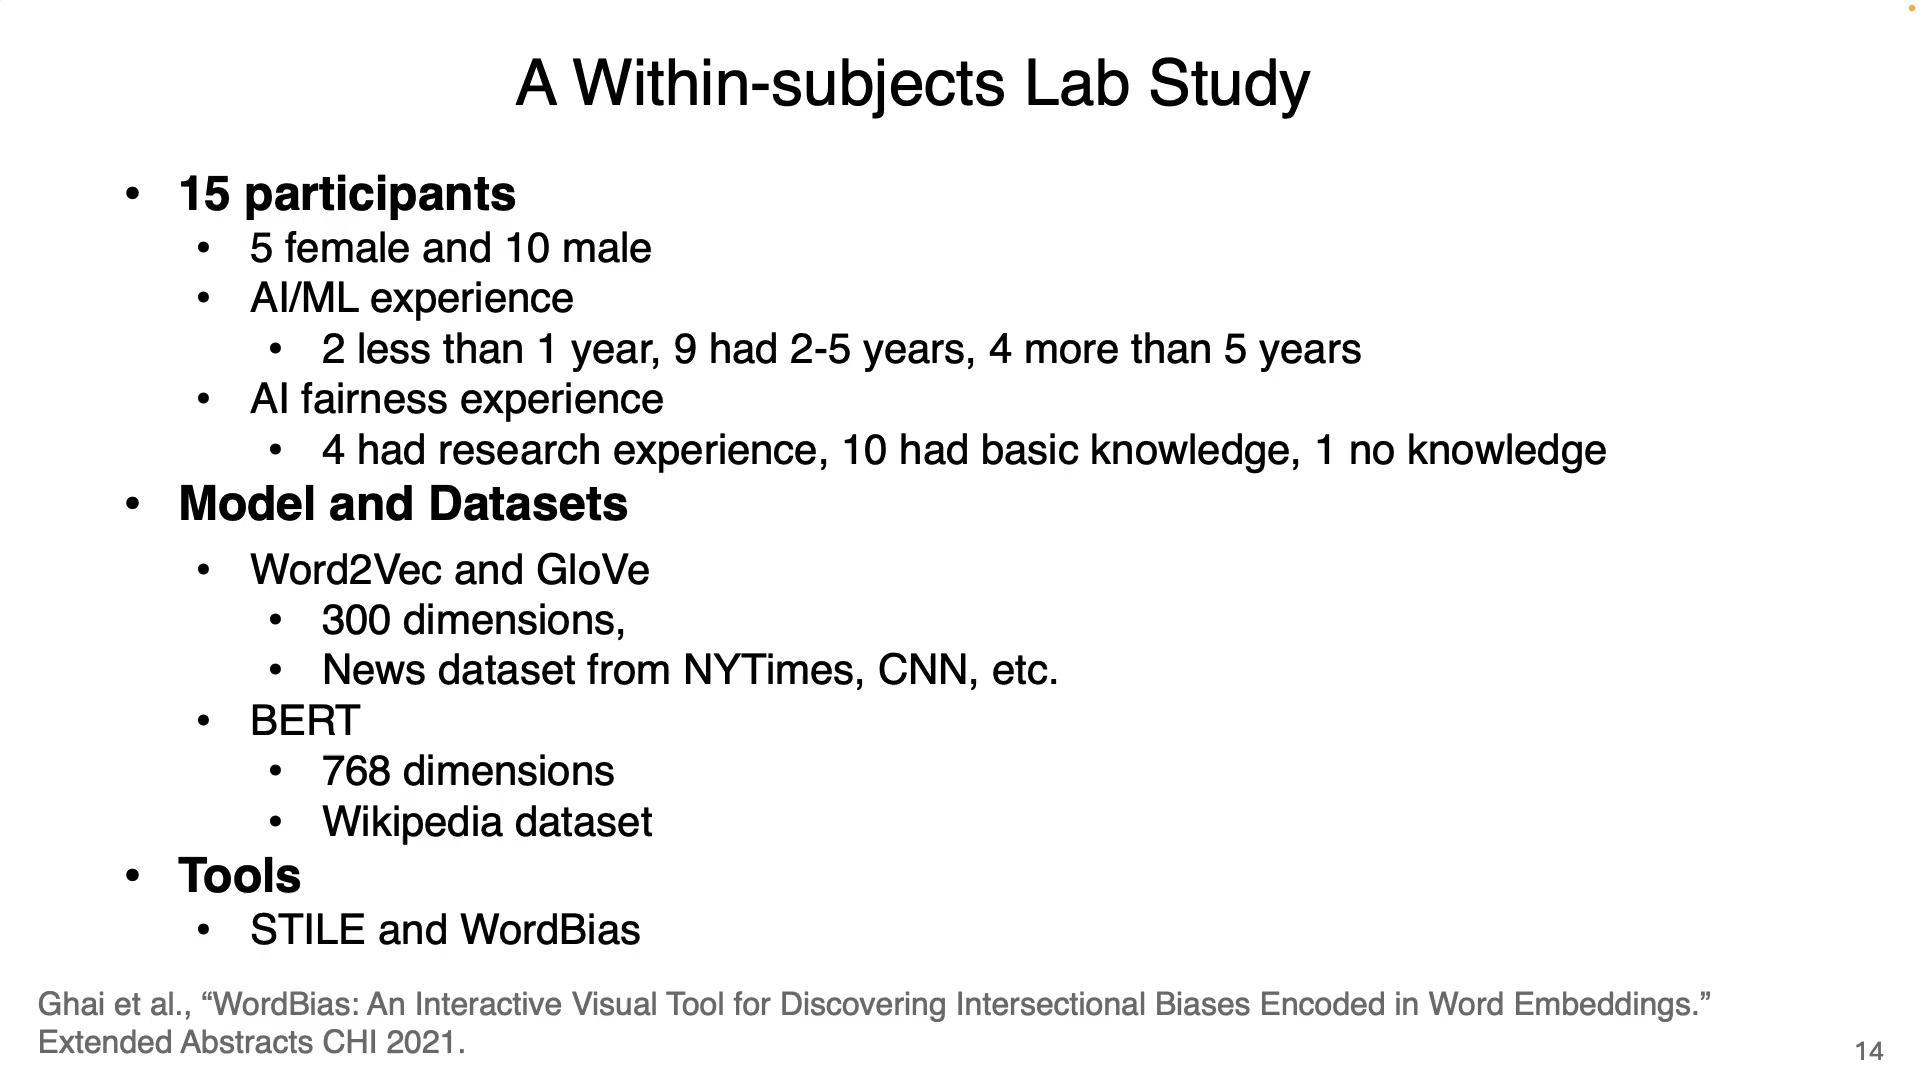 A Within-subjects Lab Study
• 15 participants
• 5 female and 10 male
• AI/ML experience
• 2 less than 1 year, 9 had 2-5 years, 4 more than 5 years
• AI fairness experience
• 4 had research experience, 10 had basic knowledge, 1 no knowledge
• Model and Datasets
• Word2Vec and GloVe
• 300 dimensions,
• News dataset from NYTimes, CNN, etc.
• BERT
• 768 dimensions
• Wikipedia dataset
• Tools
• STILE and WordBias
Ghai et al., “WordBias: An Interactive Visual Tool for Discovering Intersectional Biases Encoded in Word Embeddings.”
Extended Abstracts CHI 2021.
14